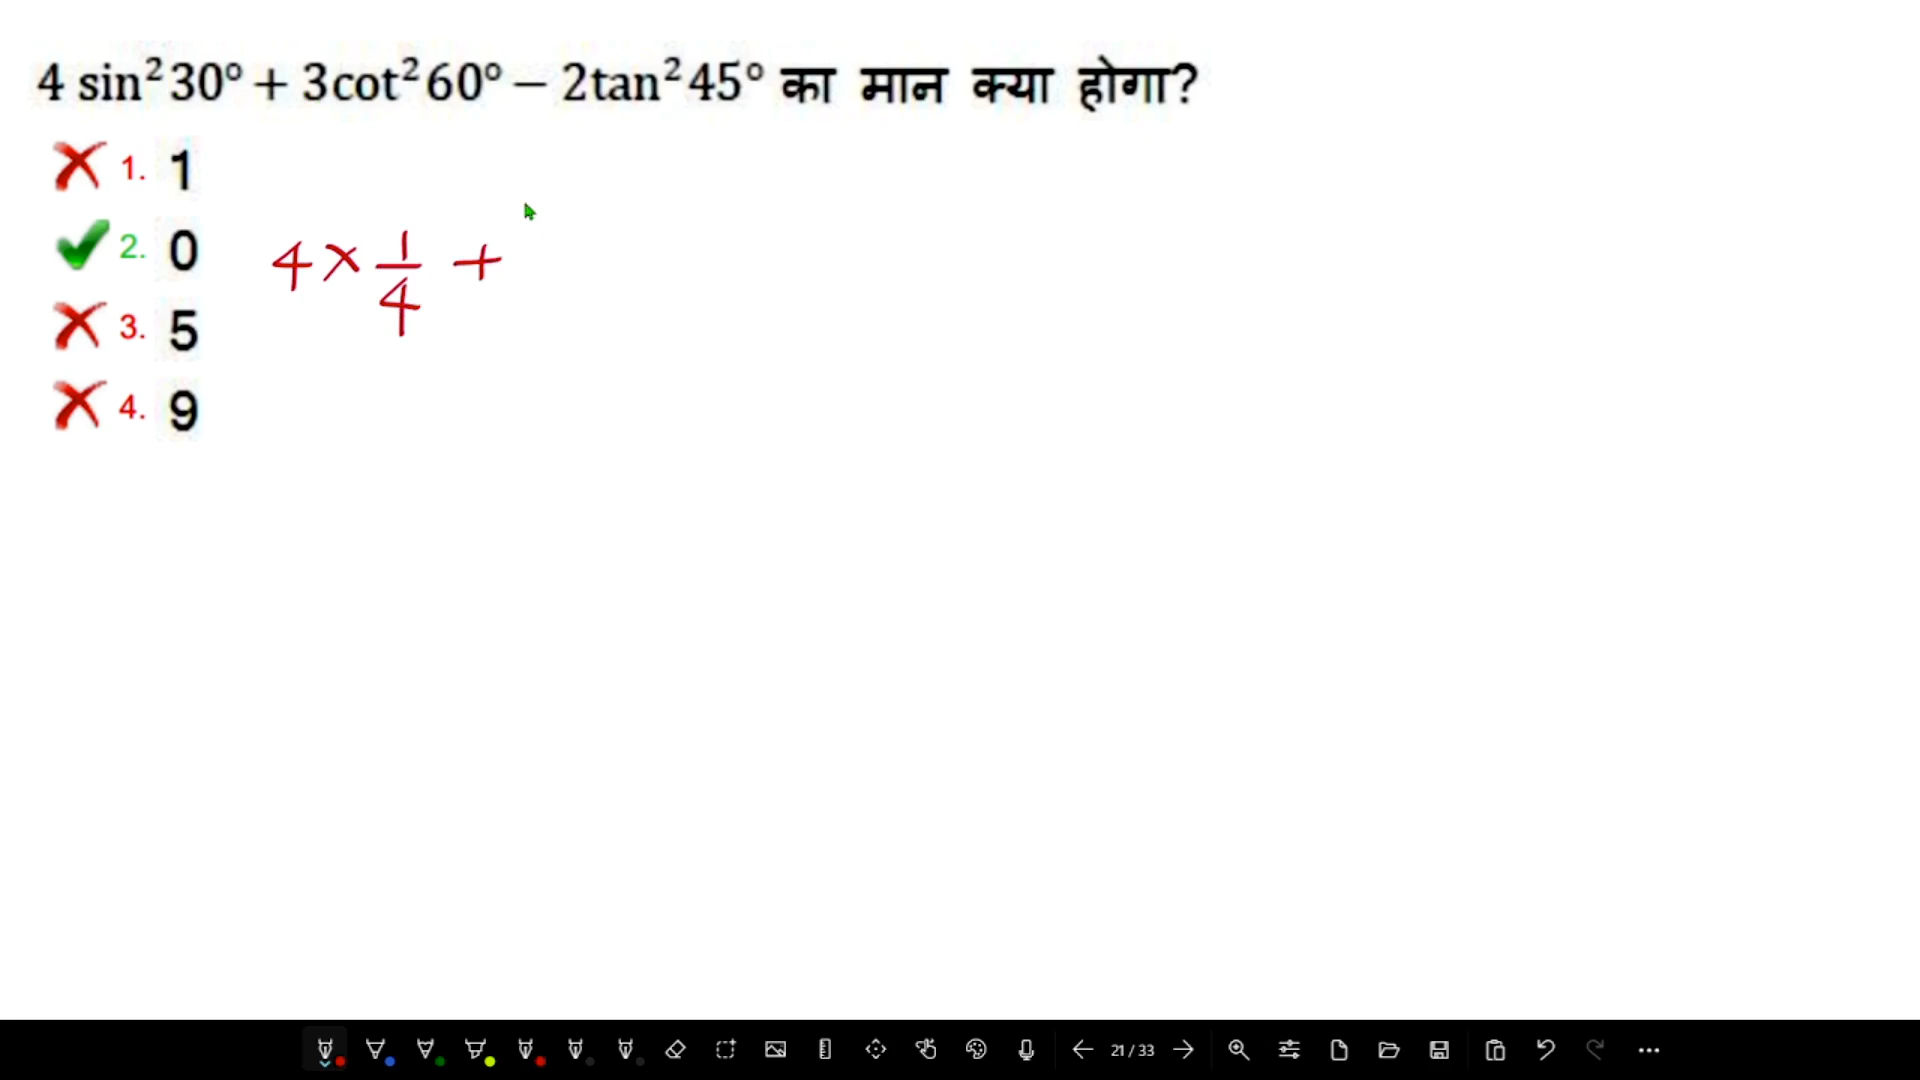 4 sin²30° + 3cot²60° − 2tan²45° का मान क्या होगा?
1. 1
2. 0
3. 5
4. 9
4 × 1/4 +
21 / 33